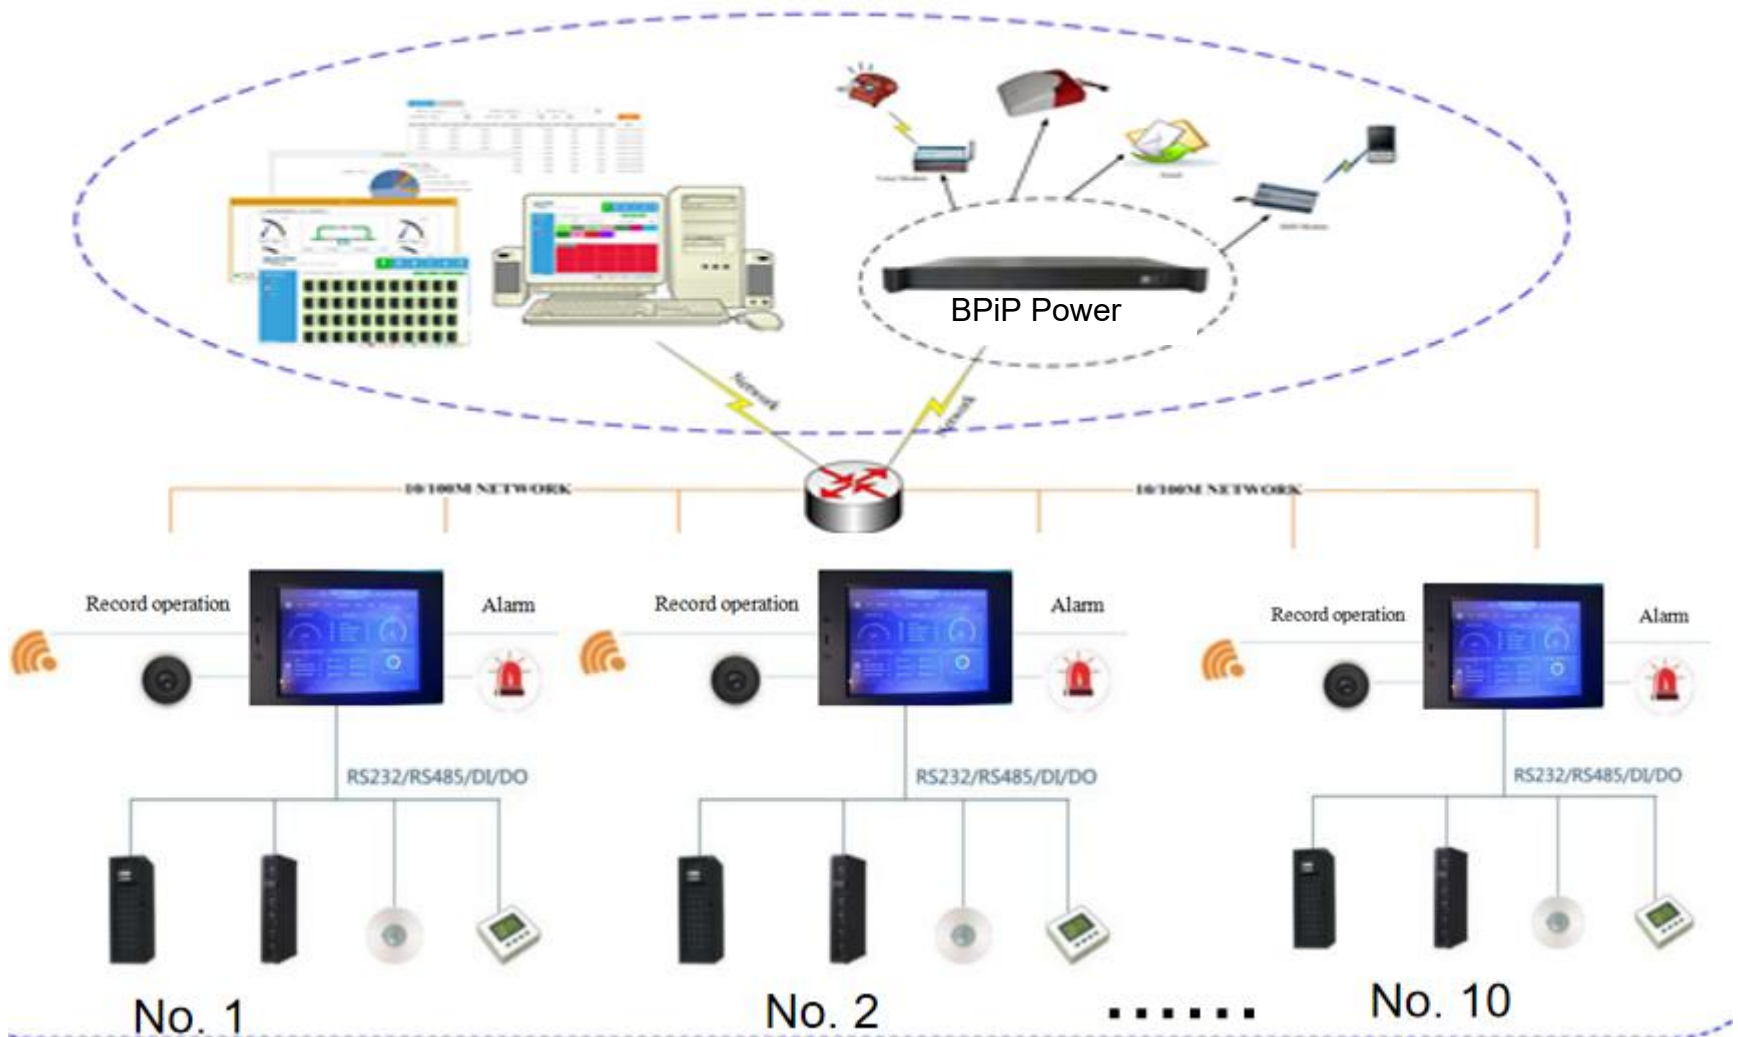 BPiP Power
Network
Network
10/100M NETWORK
10/100M NETWORK
Record operation
Alarm
Record operation
Alarm
Record operation
Alarm
RS232/RS485/DI/DO
RS232/RS485/DI/DO
RS232/RS485/DI/DO
No. 1
No. 2
......
No. 10